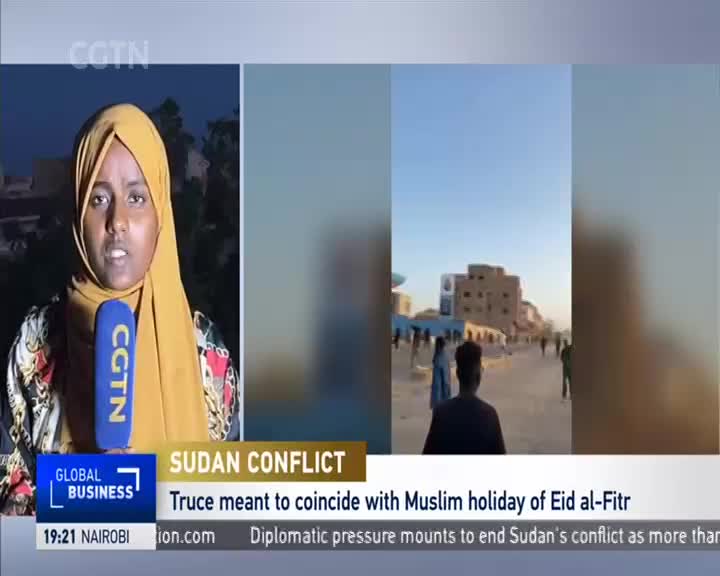 CGTN
CGTN
SUDAN CONFLICT
GLOBAL
BUSINESS
Truce meant to coincide with Muslim holiday of Eid al-Fitr
19:21 NAIROBI
tion.com Diplomatic pressure mounts to end Sudan's conflict as more than